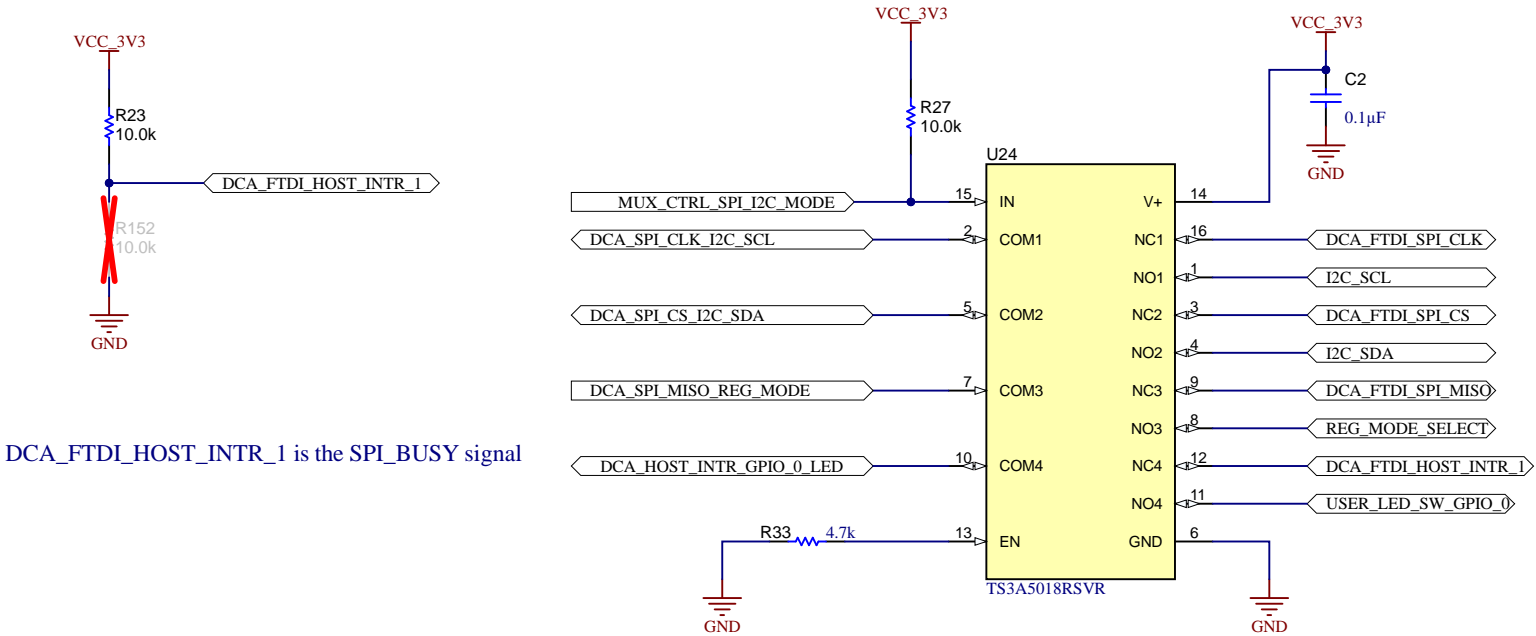 VCC_3V3
R23
10.0k
DCA_FTDI_HOST_INTR_1
R152
10.0k
GND
DCA_FTDI_HOST_INTR_1 is the SPI_BUSY signal
VCC_3V3
R27
10.0k
VCC_3V3
C2
0.1µF
GND
U24
MUX_CTRL_SPI_I2C_MODE 15 IN V+ 14
DCA_SPI_CLK_I2C_SCL 2 COM1 NC1 16 DCA_FTDI_SPI_CLK
NO1 1 I2C_SCL
DCA_SPI_CS_I2C_SDA 5 COM2 NC2 3 DCA_FTDI_SPI_CS
NO2 4 I2C_SDA
DCA_SPI_MISO_REG_MODE 7 COM3 NC3 9 DCA_FTDI_SPI_MISO
NO3 8 REG_MODE_SELECT
DCA_HOST_INTR_GPIO_0_LED 10 COM4 NC4 12 DCA_FTDI_HOST_INTR_1
NO4 11 USER_LED_SW_GPIO_0
R33 4.7k 13 EN GND 6
TS3A5018RSVR
GND
GND